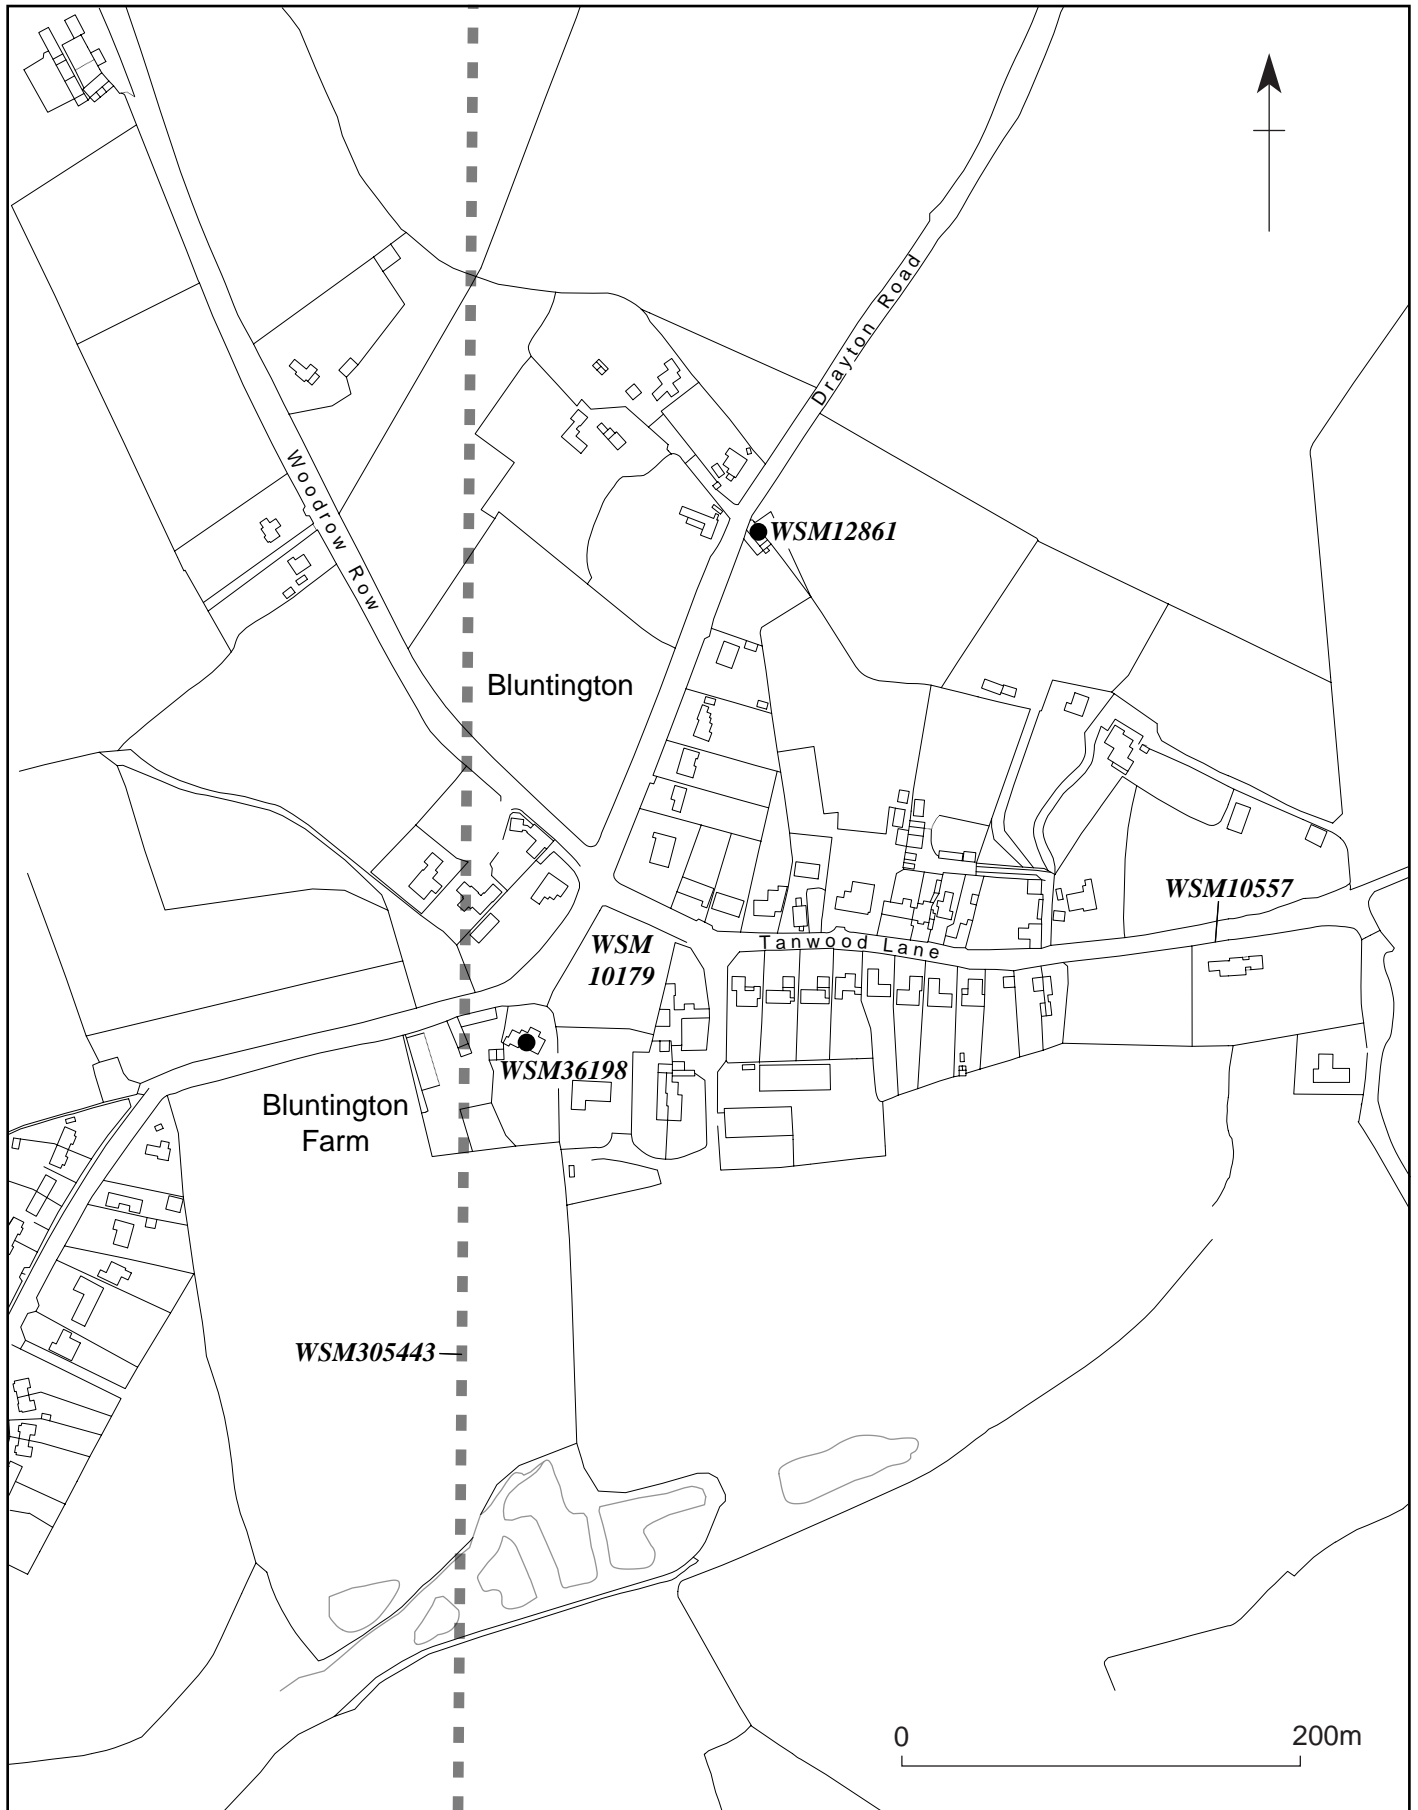 Drayton Road
Woodrow Row
WSM12861
Bluntington
WSM10557
WSM
10179
Tanwood Lane
WSM36198
Bluntington
Farm
WSM305443
0
200m